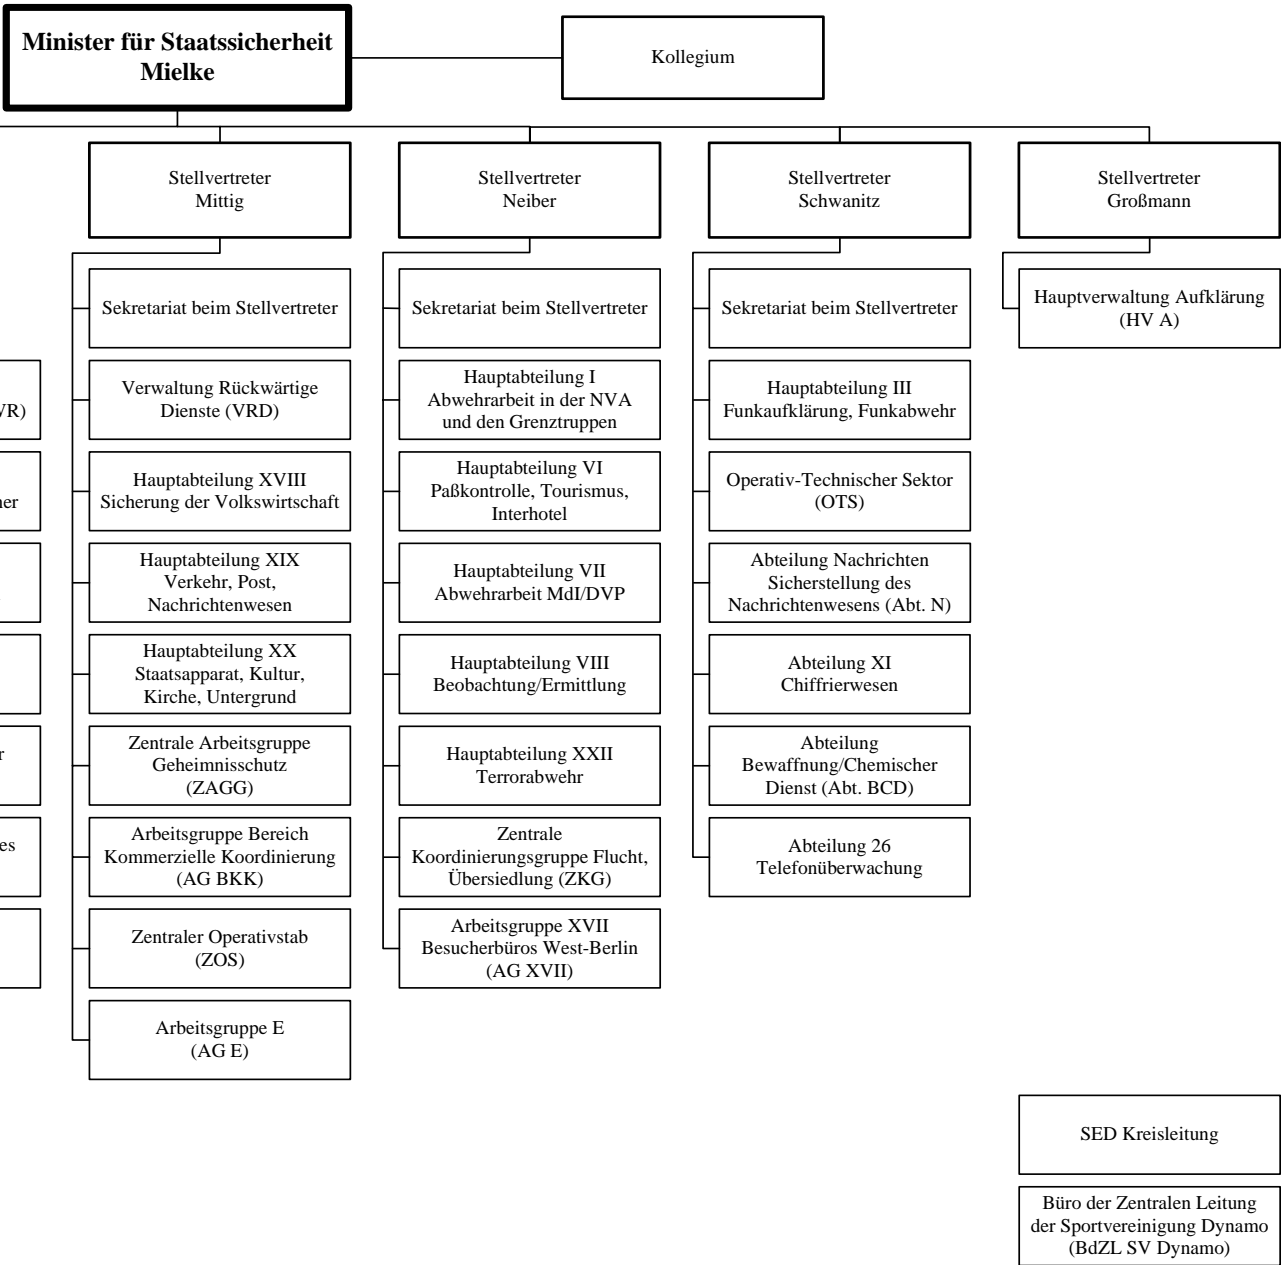 Minister für Staatssicherheit
Mielke
Kollegium
Stellvertreter
Mittig
Stellvertreter
Neiber
Stellvertreter
Schwanitz
Stellvertreter
Großmann
VR)
ner
r
es
Sekretariat beim Stellvertreter
Verwaltung Rückwärtige
Dienste (VRD)
Hauptabteilung XVIII
Sicherung der Volkswirtschaft
Hauptabteilung XIX
Verkehr, Post,
Nachrichtenwesen
Hauptabteilung XX
Staatsapparat, Kultur,
Kirche, Untergrund
Zentrale Arbeitsgruppe
Geheimnisschutz
(ZAGG)
Arbeitsgruppe Bereich
Kommerzielle Koordinierung
(AG BKK)
Zentraler Operativstab
(ZOS)
Arbeitsgruppe E
(AG E)
Sekretariat beim Stellvertreter
Hauptabteilung I
Abwehrarbeit in der NVA
und den Grenztruppen
Hauptabteilung VI
Paßkontrolle, Tourismus,
Interhotel
Hauptabteilung VII
Abwehrarbeit MdI/DVP
Hauptabteilung VIII
Beobachtung/Ermittlung
Hauptabteilung XXII
Terrorabwehr
Zentrale
Koordinierungsgruppe Flucht,
Übersiedlung (ZKG)
Arbeitsgruppe XVII
Besucherbüros West-Berlin
(AG XVII)
Sekretariat beim Stellvertreter
Hauptabteilung III
Funkaufklärung, Funkabwehr
Operativ-Technischer Sektor
(OTS)
Abteilung Nachrichten
Sicherstellung des
Nachrichtenwesens (Abt. N)
Abteilung XI
Chiffrierwesen
Abteilung
Bewaffnung/Chemischer
Dienst (Abt. BCD)
Abteilung 26
Telefonüberwachung
Hauptverwaltung Aufklärung
(HV A)
SED Kreisleitung
Büro der Zentralen Leitung
der Sportvereinigung Dynamo
(BdZL SV Dynamo)